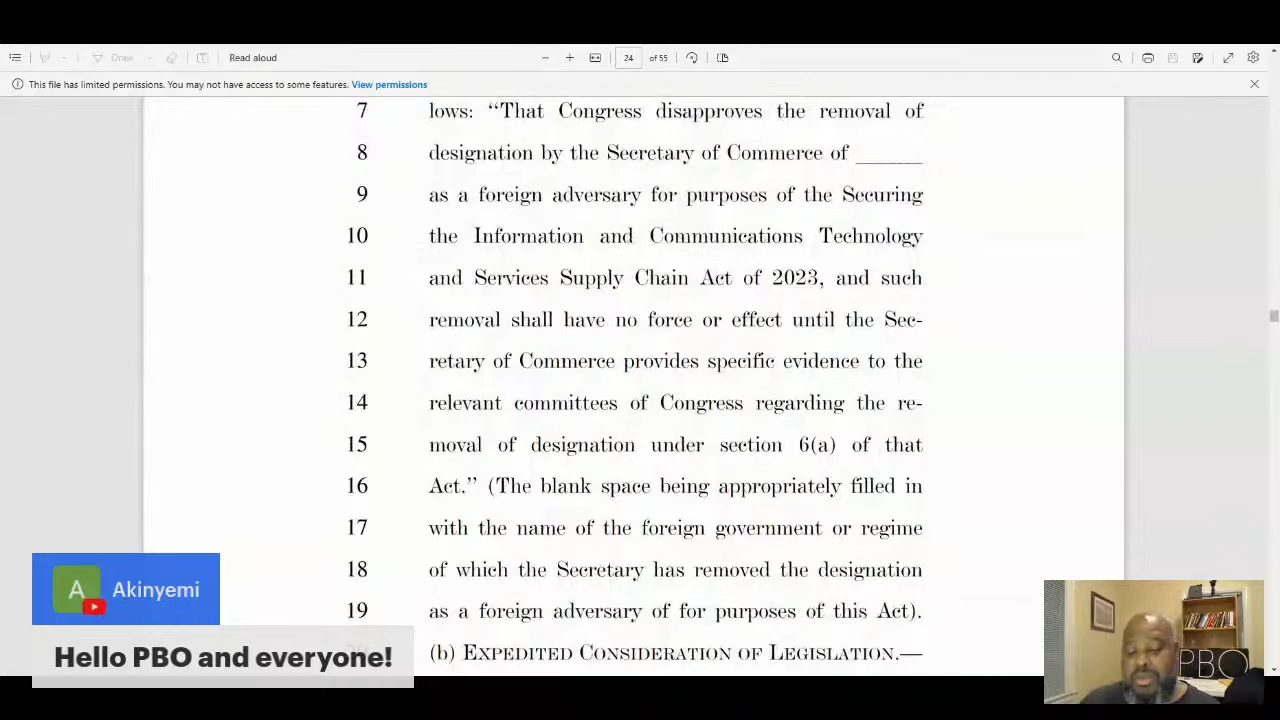 Draw
Read aloud
24 of 55
This file has limited permissions. You may not have access to some features. View permissions
7 lows: ‘‘That Congress disapproves the removal of
8 designation by the Secretary of Commerce of ______
9 as a foreign adversary for purposes of the Securing
10 the Information and Communications Technology
11 and Services Supply Chain Act of 2023, and such
12 removal shall have no force or effect until the Sec-
13 retary of Commerce provides specific evidence to the
14 relevant committees of Congress regarding the re-
15 moval of designation under section 6(a) of that
16 Act.’’ (The blank space being appropriately filled in
17 with the name of the foreign government or regime
18 of which the Secretary has removed the designation
19 as a foreign adversary of for purposes of this Act).
(b) EXPEDITED CONSIDERATION OF LEGISLATION.—
A Akinyemi
Hello PBO and everyone!
PBO